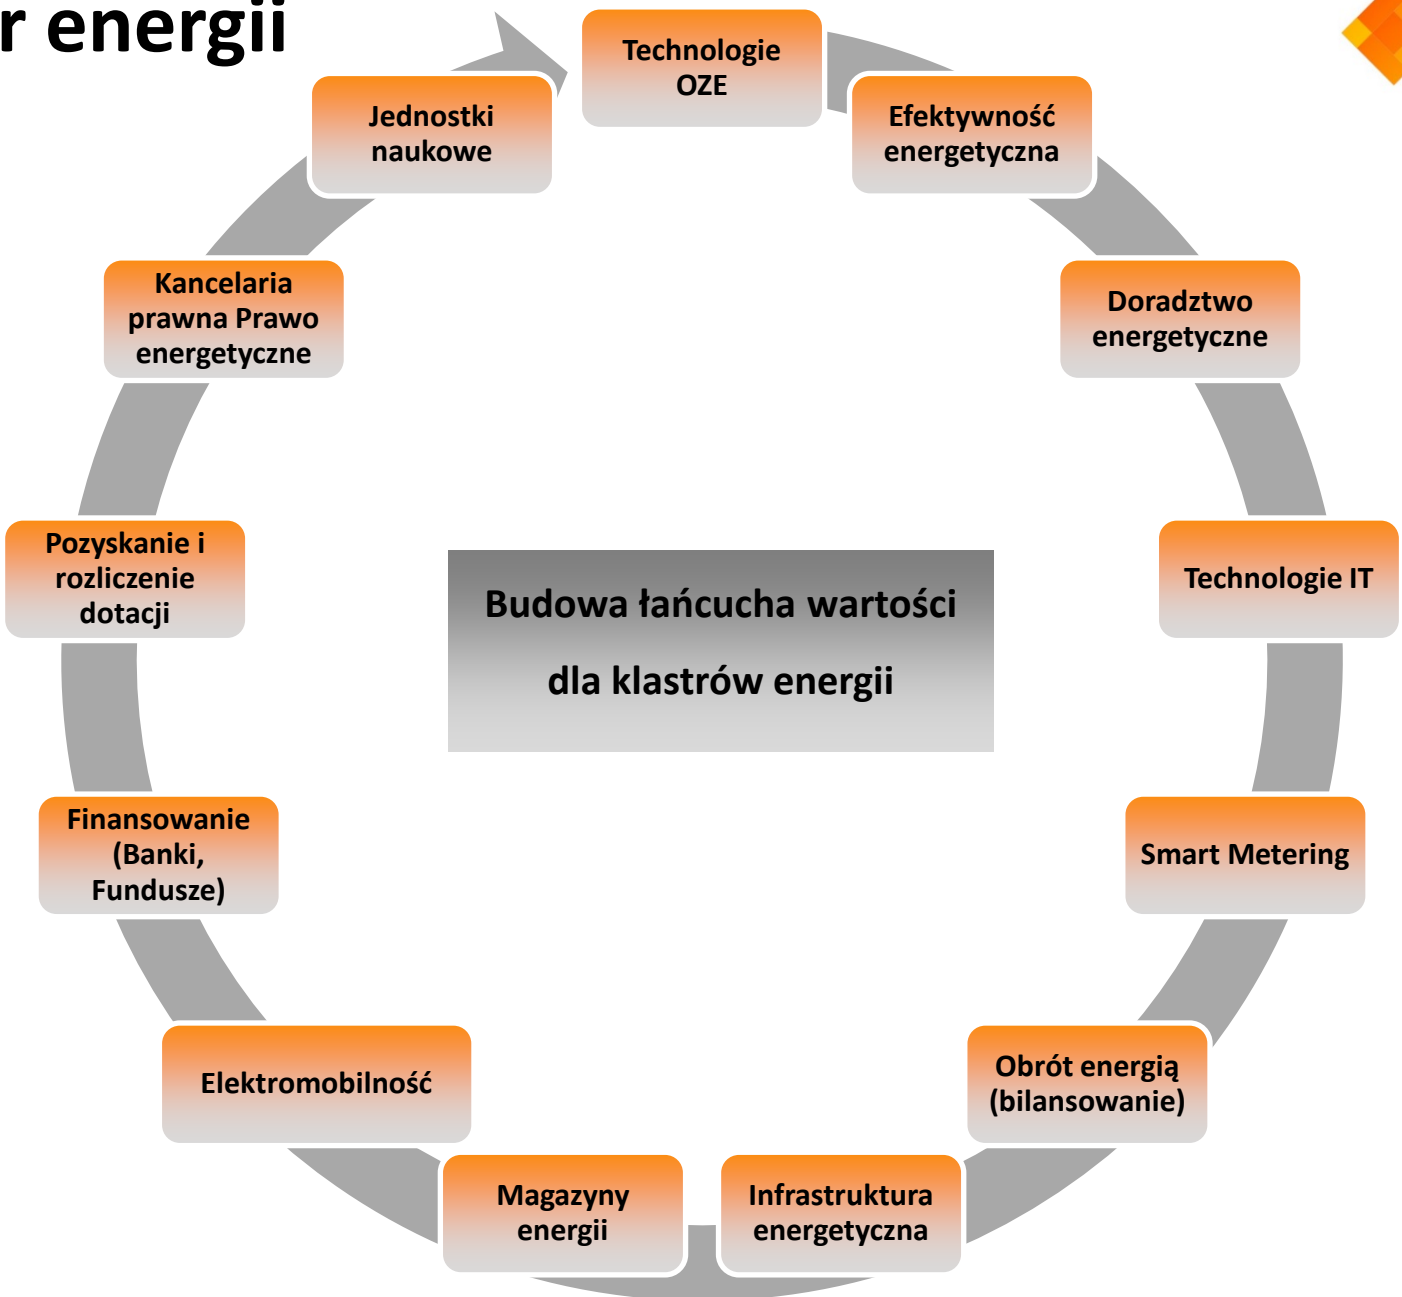 r energii
Technologie
OZE
Efektywność
energetyczna
Doradztwo
energetyczne
Technologie IT
Smart Metering
Obrót energią
(bilansowanie)
Infrastruktura
energetyczna
Magazyny
energii
Elektromobilność
Finansowanie
(Banki,
Fundusze)
Pozyskanie i
rozliczenie
dotacji
Kancelaria
prawna Prawo
energetyczne
Jednostki
naukowe
Budowa łańcucha wartości
dla klastrów energii